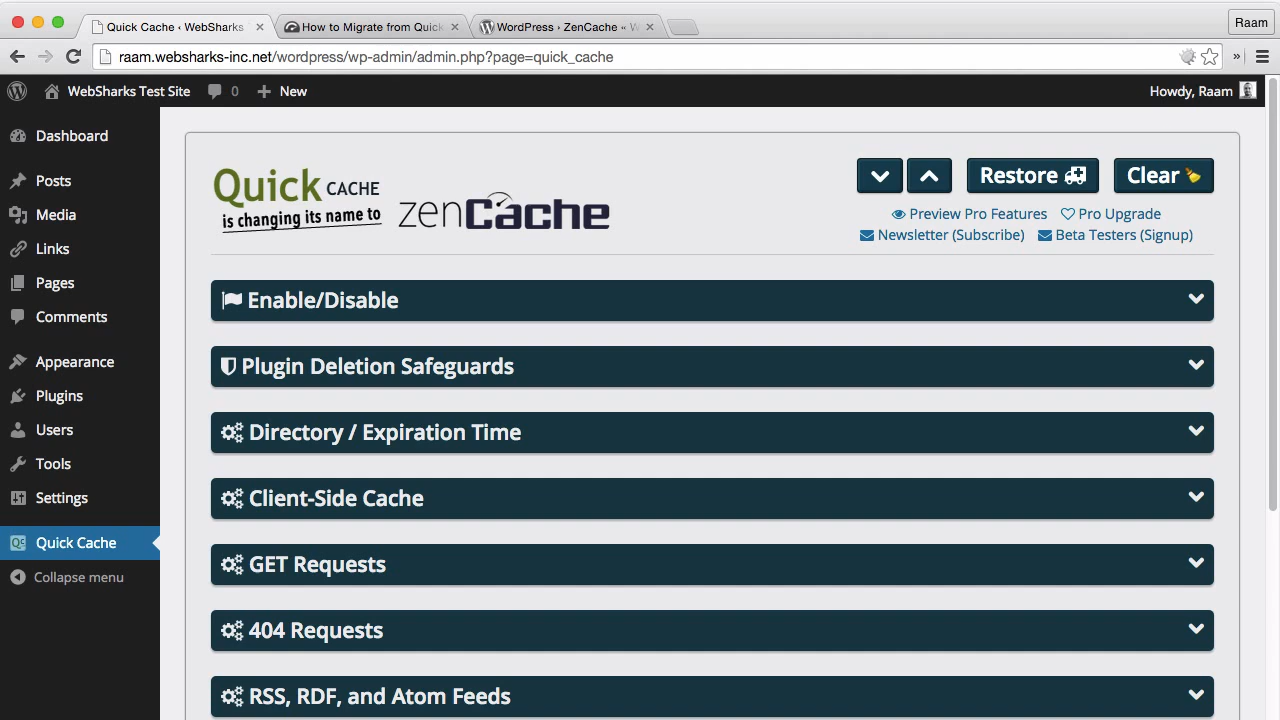 Quick Cache ‹ WebSharks
How to Migrate from Quick
WordPress › ZenCache «
Raam
raam.websharks-inc.net/wordpress/wp-admin/admin.php?page=quick_cache
»
WebSharks Test Site
0
New
Howdy, Raam
Dashboard
Posts
Media
Links
Pages
Comments
Appearance
Plugins
Users
Tools
Settings
Quick Cache
Collapse menu
Quick CACHE
is changing its name to
zenCache
Restore
Clear
Preview Pro Features
Pro Upgrade
Newsletter (Subscribe)
Beta Testers (Signup)
Enable/Disable
Plugin Deletion Safeguards
Directory / Expiration Time
Client-Side Cache
GET Requests
404 Requests
RSS, RDF, and Atom Feeds